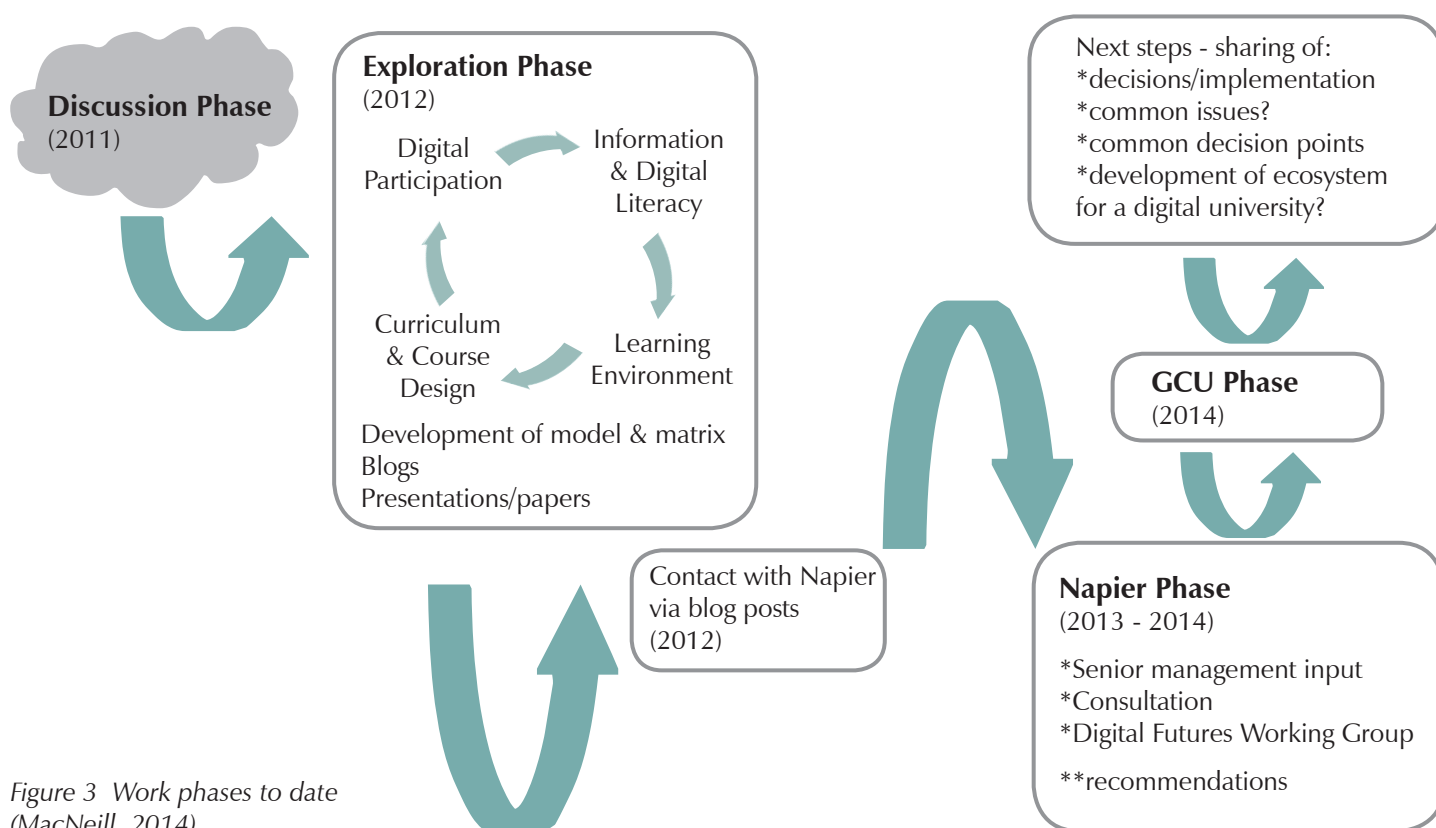 Discussion Phase
(2011)
Exploration Phase
(2012)
Digital
Participation
Information
& Digital
Literacy
Learning
Environment
Curriculum
& Course
Design
Development of model & matrix
Blogs
Presentations/papers
Contact with Napier
via blog posts
(2012)
Napier Phase
(2013 - 2014)
*Senior management input
*Consultation
*Digital Futures Working Group
**recommendations
GCU Phase
(2014)
Next steps - sharing of:
*decisions/implementation
*common issues?
*common decision points
*development of ecosystem
for a digital university?
Figure 3 Work phases to date
(MacNeill, 2014)